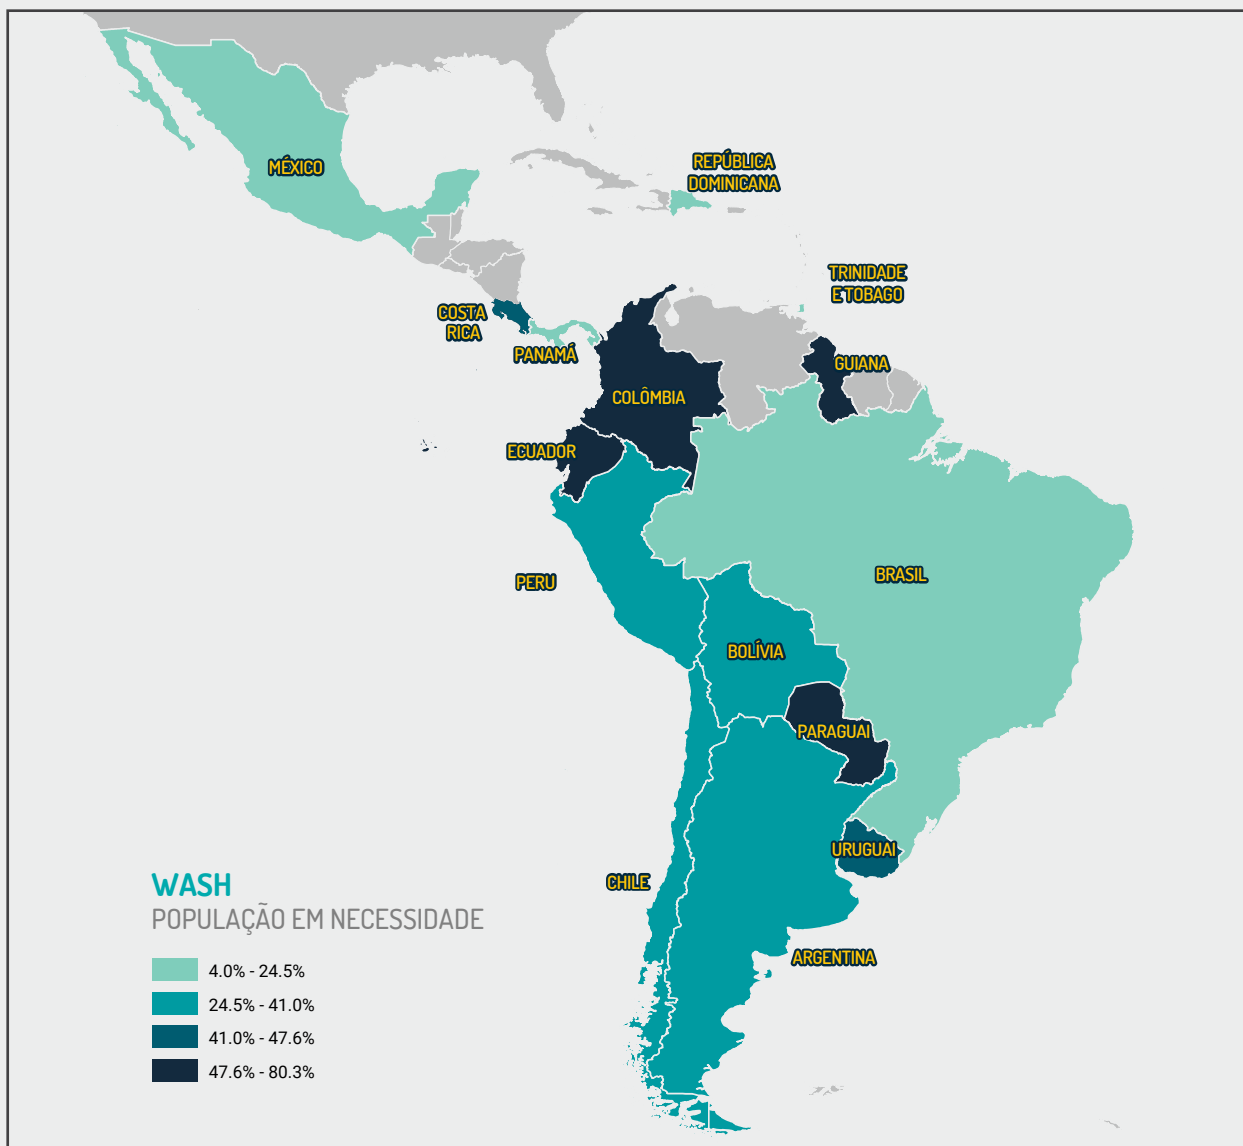 MÉXICO
REPÚBLICA
DOMINICANA
TRINIDADE
E TOBAGO
COSTA
RICA
PANAMÁ
GUIANA
COLÔMBIA
ECUADOR
PERU
BRASIL
BOLÍVIA
PARAGUAI
URUGUAI
CHILE
ARGENTINA
WASH
POPULAÇÃO EM NECESSIDADE
4.0% - 24.5%
24.5% - 41.0%
41.0% - 47.6%
47.6% - 80.3%